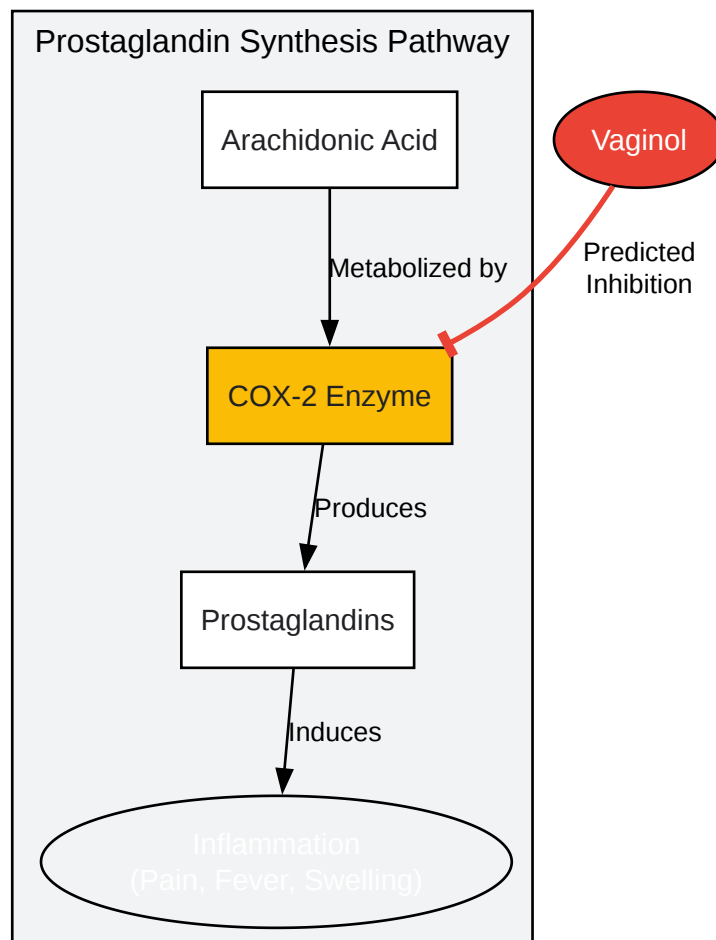 Prostaglandin Synthesis Pathway
Arachidonic Acid
Vaginol
Metabolized by
Predicted
Inhibition
COX-2 Enzyme
Produces
Prostaglandins
Induces
Inflammation
(Pain, Fever, Swelling)